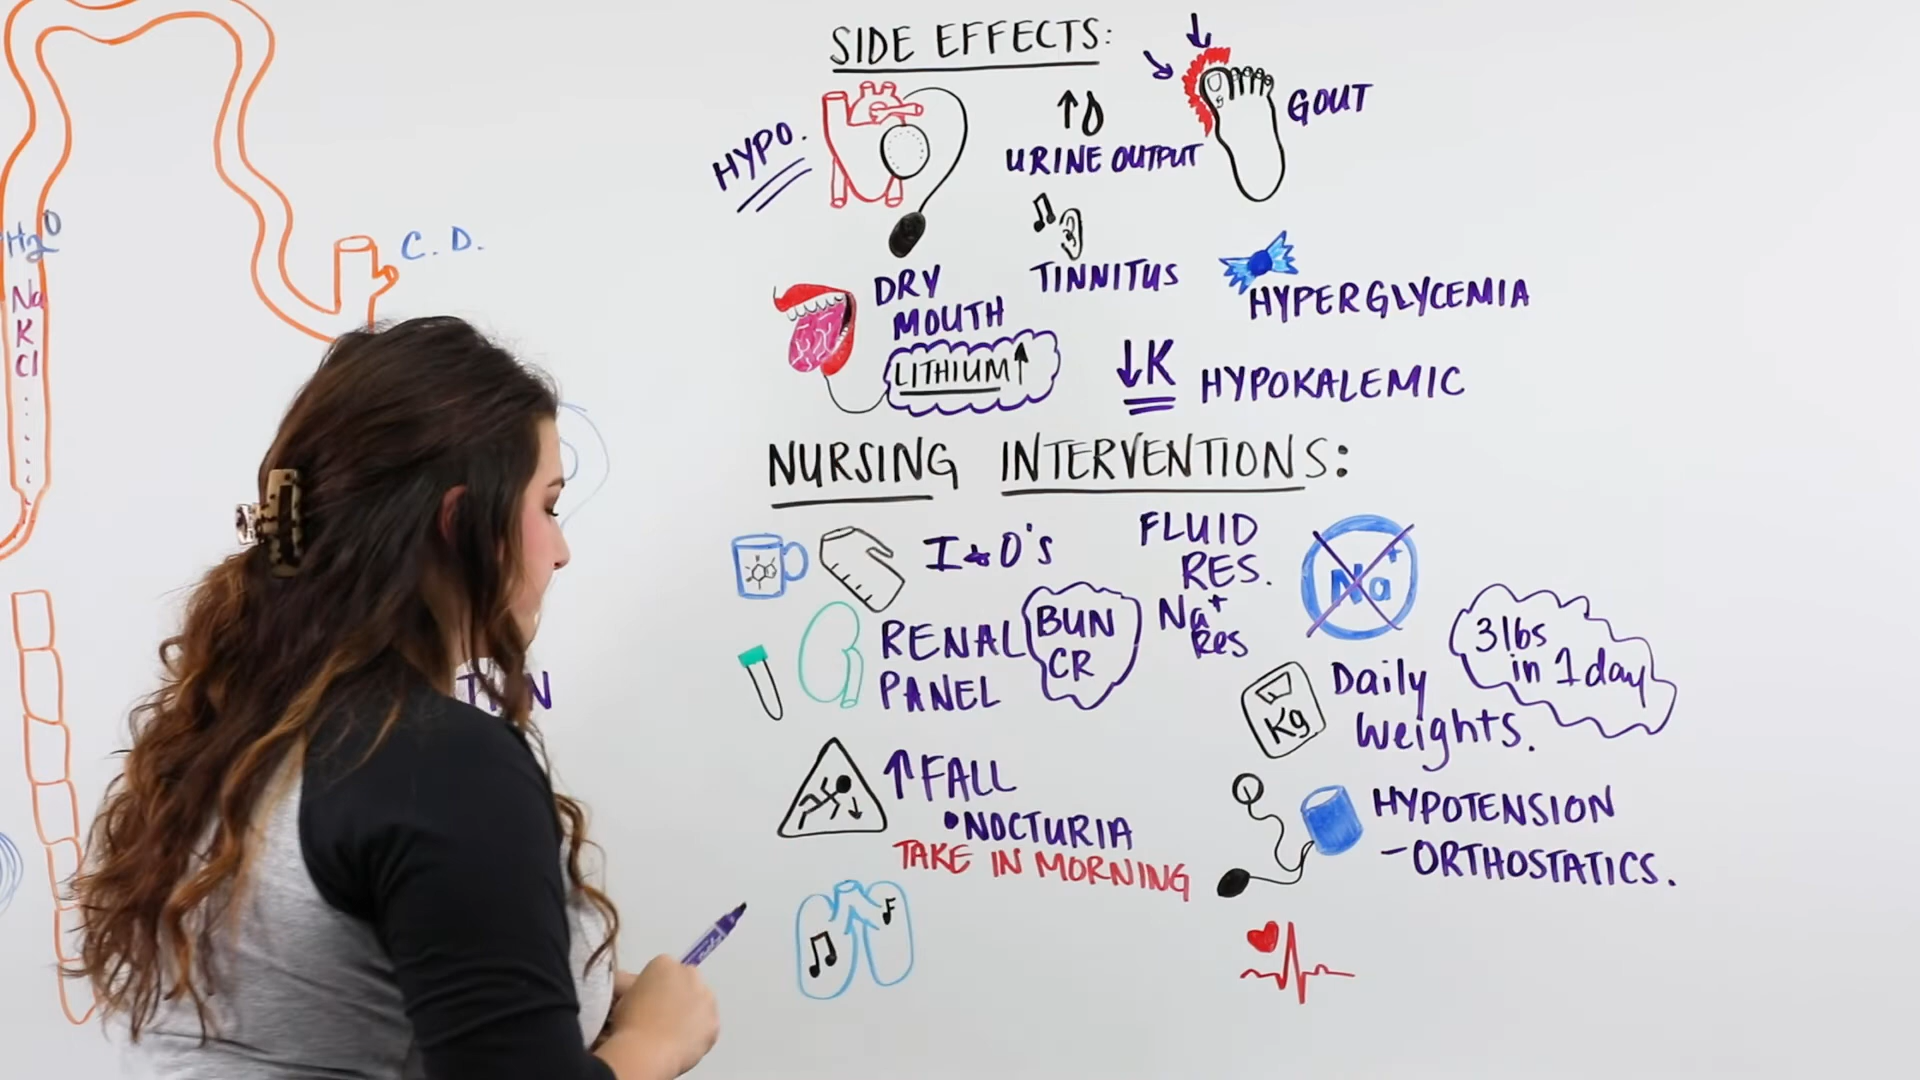 H2O
Na
K
Cl
C. D.
SIDE EFFECTS:
HYPO.
URINE OUTPUT
GOUT
DRY
MOUTH
LITHIUM↑
TINNITUS
HYPERGLYCEMIA
↓K HYPOKALEMIC
NURSING INTERVENTIONS:
I & O's
FLUID
RES.
Na+
Na+
Res
RENAL
PANEL
BUN
CR
Kg
Daily
Weights.
3 lbs
in 1 day
↑FALL
•NOCTURIA
TAKE IN MORNING
HYPOTENSION
-ORTHOSTATICS.